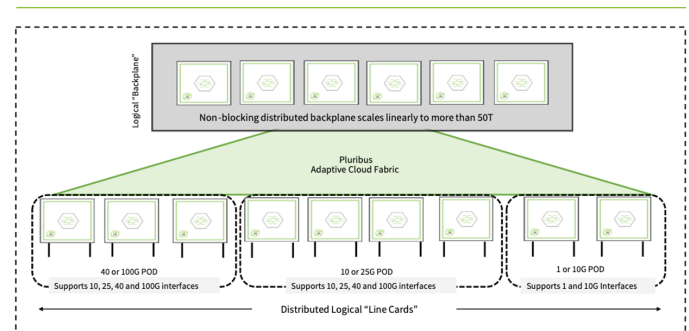 Logical "Backplane"
Non-blocking distributed backplane scales linearly to more than 50T
Pluribus
Adaptive Cloud Fabric
40 or 100G POD
Supports 10, 25, 40 and 100G interfaces
10 or 25G POD
Supports 10, 25, 40 and 100G interfaces
1 or 10G POD
Supports 1 and 10G Interfaces
Distributed Logical “Line Cards”